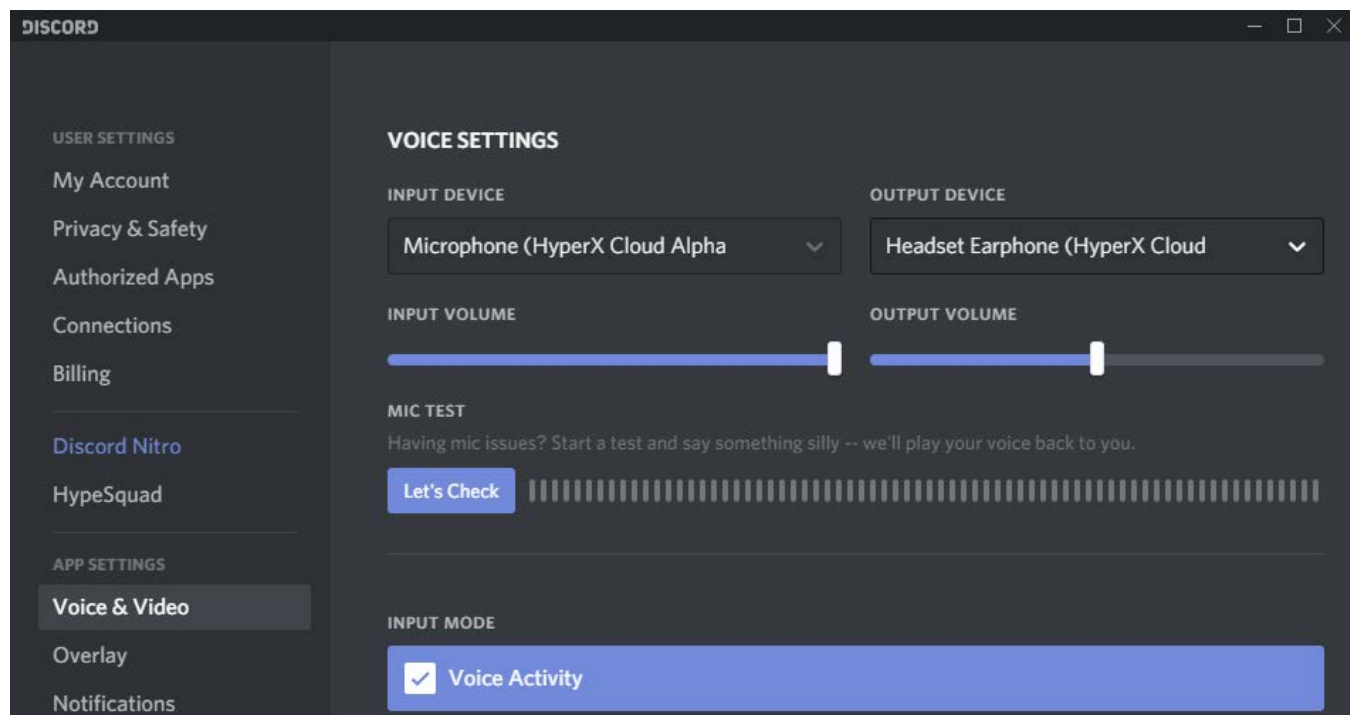 DISCORD
USER SETTINGS
My Account
Privacy & Safety
Authorized Apps
Connections
Billing
Discord Nitro
HypeSquad
APP SETTINGS
Voice & Video
Overlay
Notifications
VOICE SETTINGS
INPUT DEVICE
Microphone (HyperX Cloud Alpha
OUTPUT DEVICE
Headset Earphone (HyperX Cloud
INPUT VOLUME
OUTPUT VOLUME
MIC TEST
Having mic issues? Start a test and say something silly -- we'll play your voice back to you.
Let's Check
INPUT MODE
Voice Activity